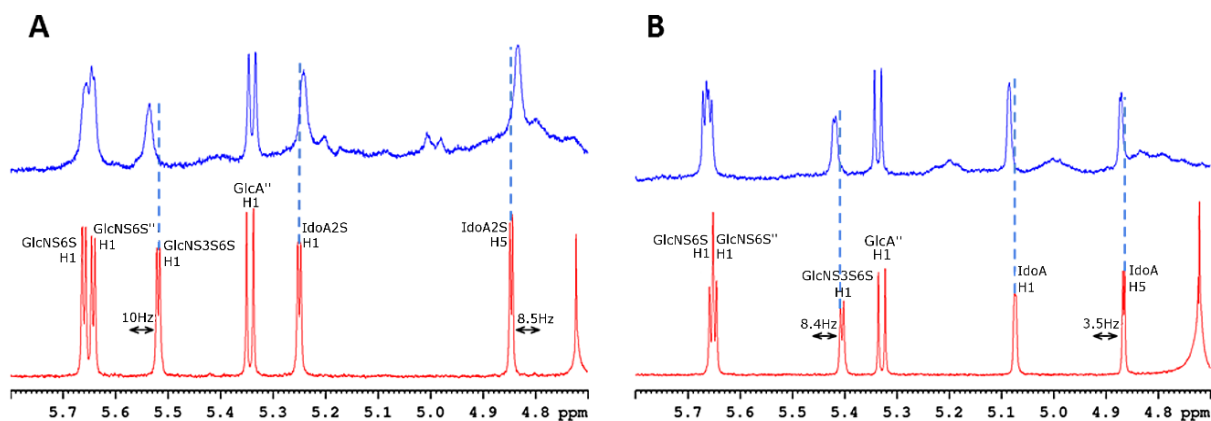 A
GlcNS6S
H1
GlcNS6S''
H1
GlcNS3S6S
H1
10Hz
GlcA''
H1
IdoA2S
H1
IdoA2S
H5
8.5Hz
5.7 5.6 5.5 5.4 5.3 5.2 5.1 5.0 4.9 4.8 ppm
B
GlcNS6S
H1
GlcNS6S''
H1
GlcNS3S6S
H1
8.4Hz
GlcA''
H1
IdoA
H1
IdoA
H5
3.5Hz
5.7 5.6 5.5 5.4 5.3 5.2 5.1 5.0 4.9 4.8 ppm